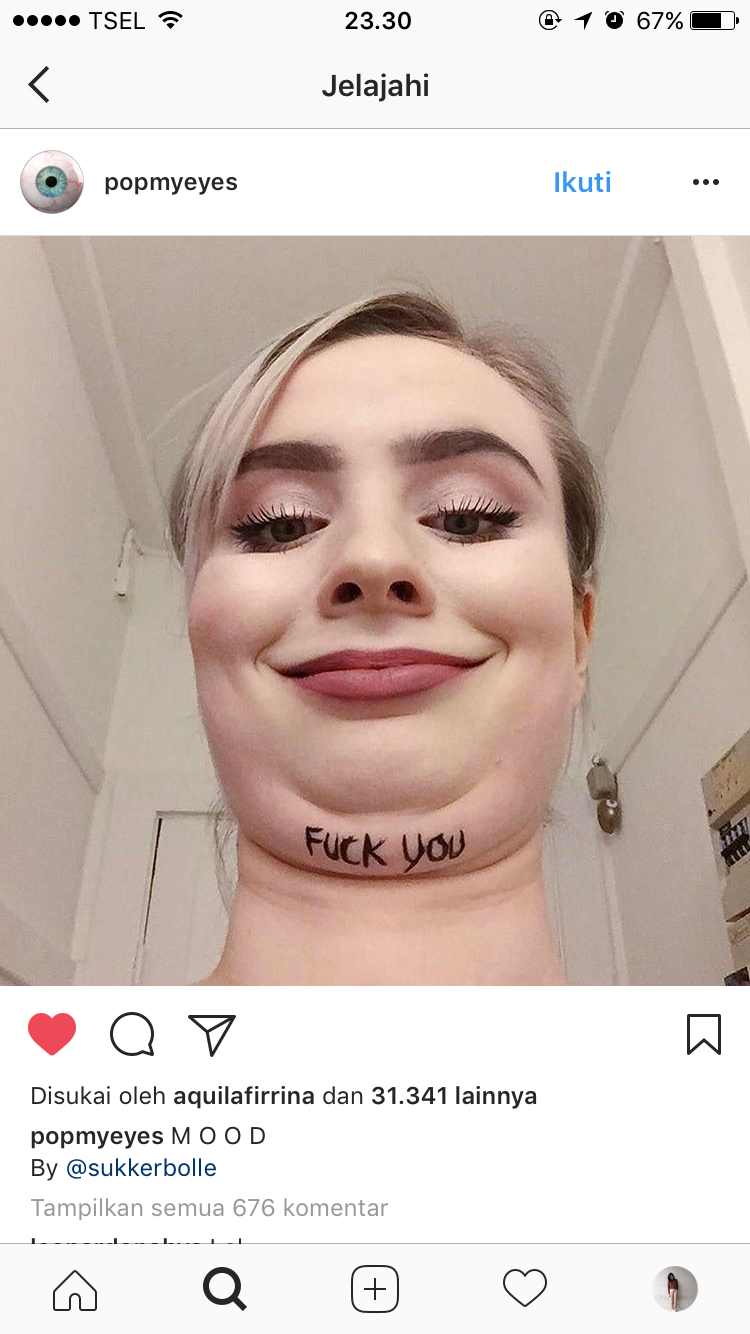 TSEL 23.30 67%
Jelajahi
popmyeyes Ikuti
FUCK YOU
Disukai oleh aquilafirrina dan 31.341 lainnya
popmyeyes M O O D
By @sukkerbolle
Tampilkan semua 676 komentar